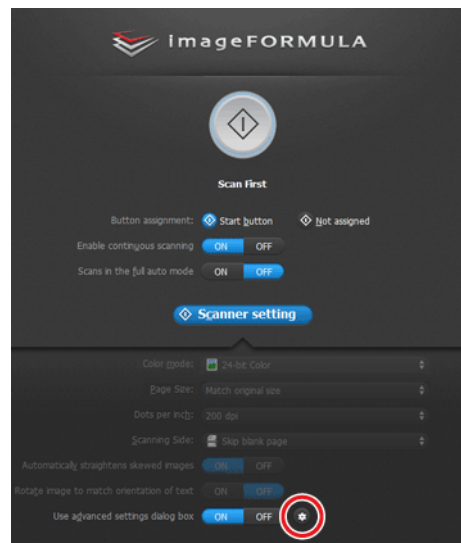 imageFORMULA
Scan First
Button assignment: Start button Not assigned
Enable continuous scanning ON OFF
Scans in the full auto mode ON OFF
Scanner setting
Color mode: 24-bit Color
Page Size: Match original size
Dots per inch: 200 dpi
Scanning Side: Skip blank page
Automatically straightens skewed images ON OFF
Rotate image to match orientation of text ON OFF
Use advanced settings dialog box ON OFF